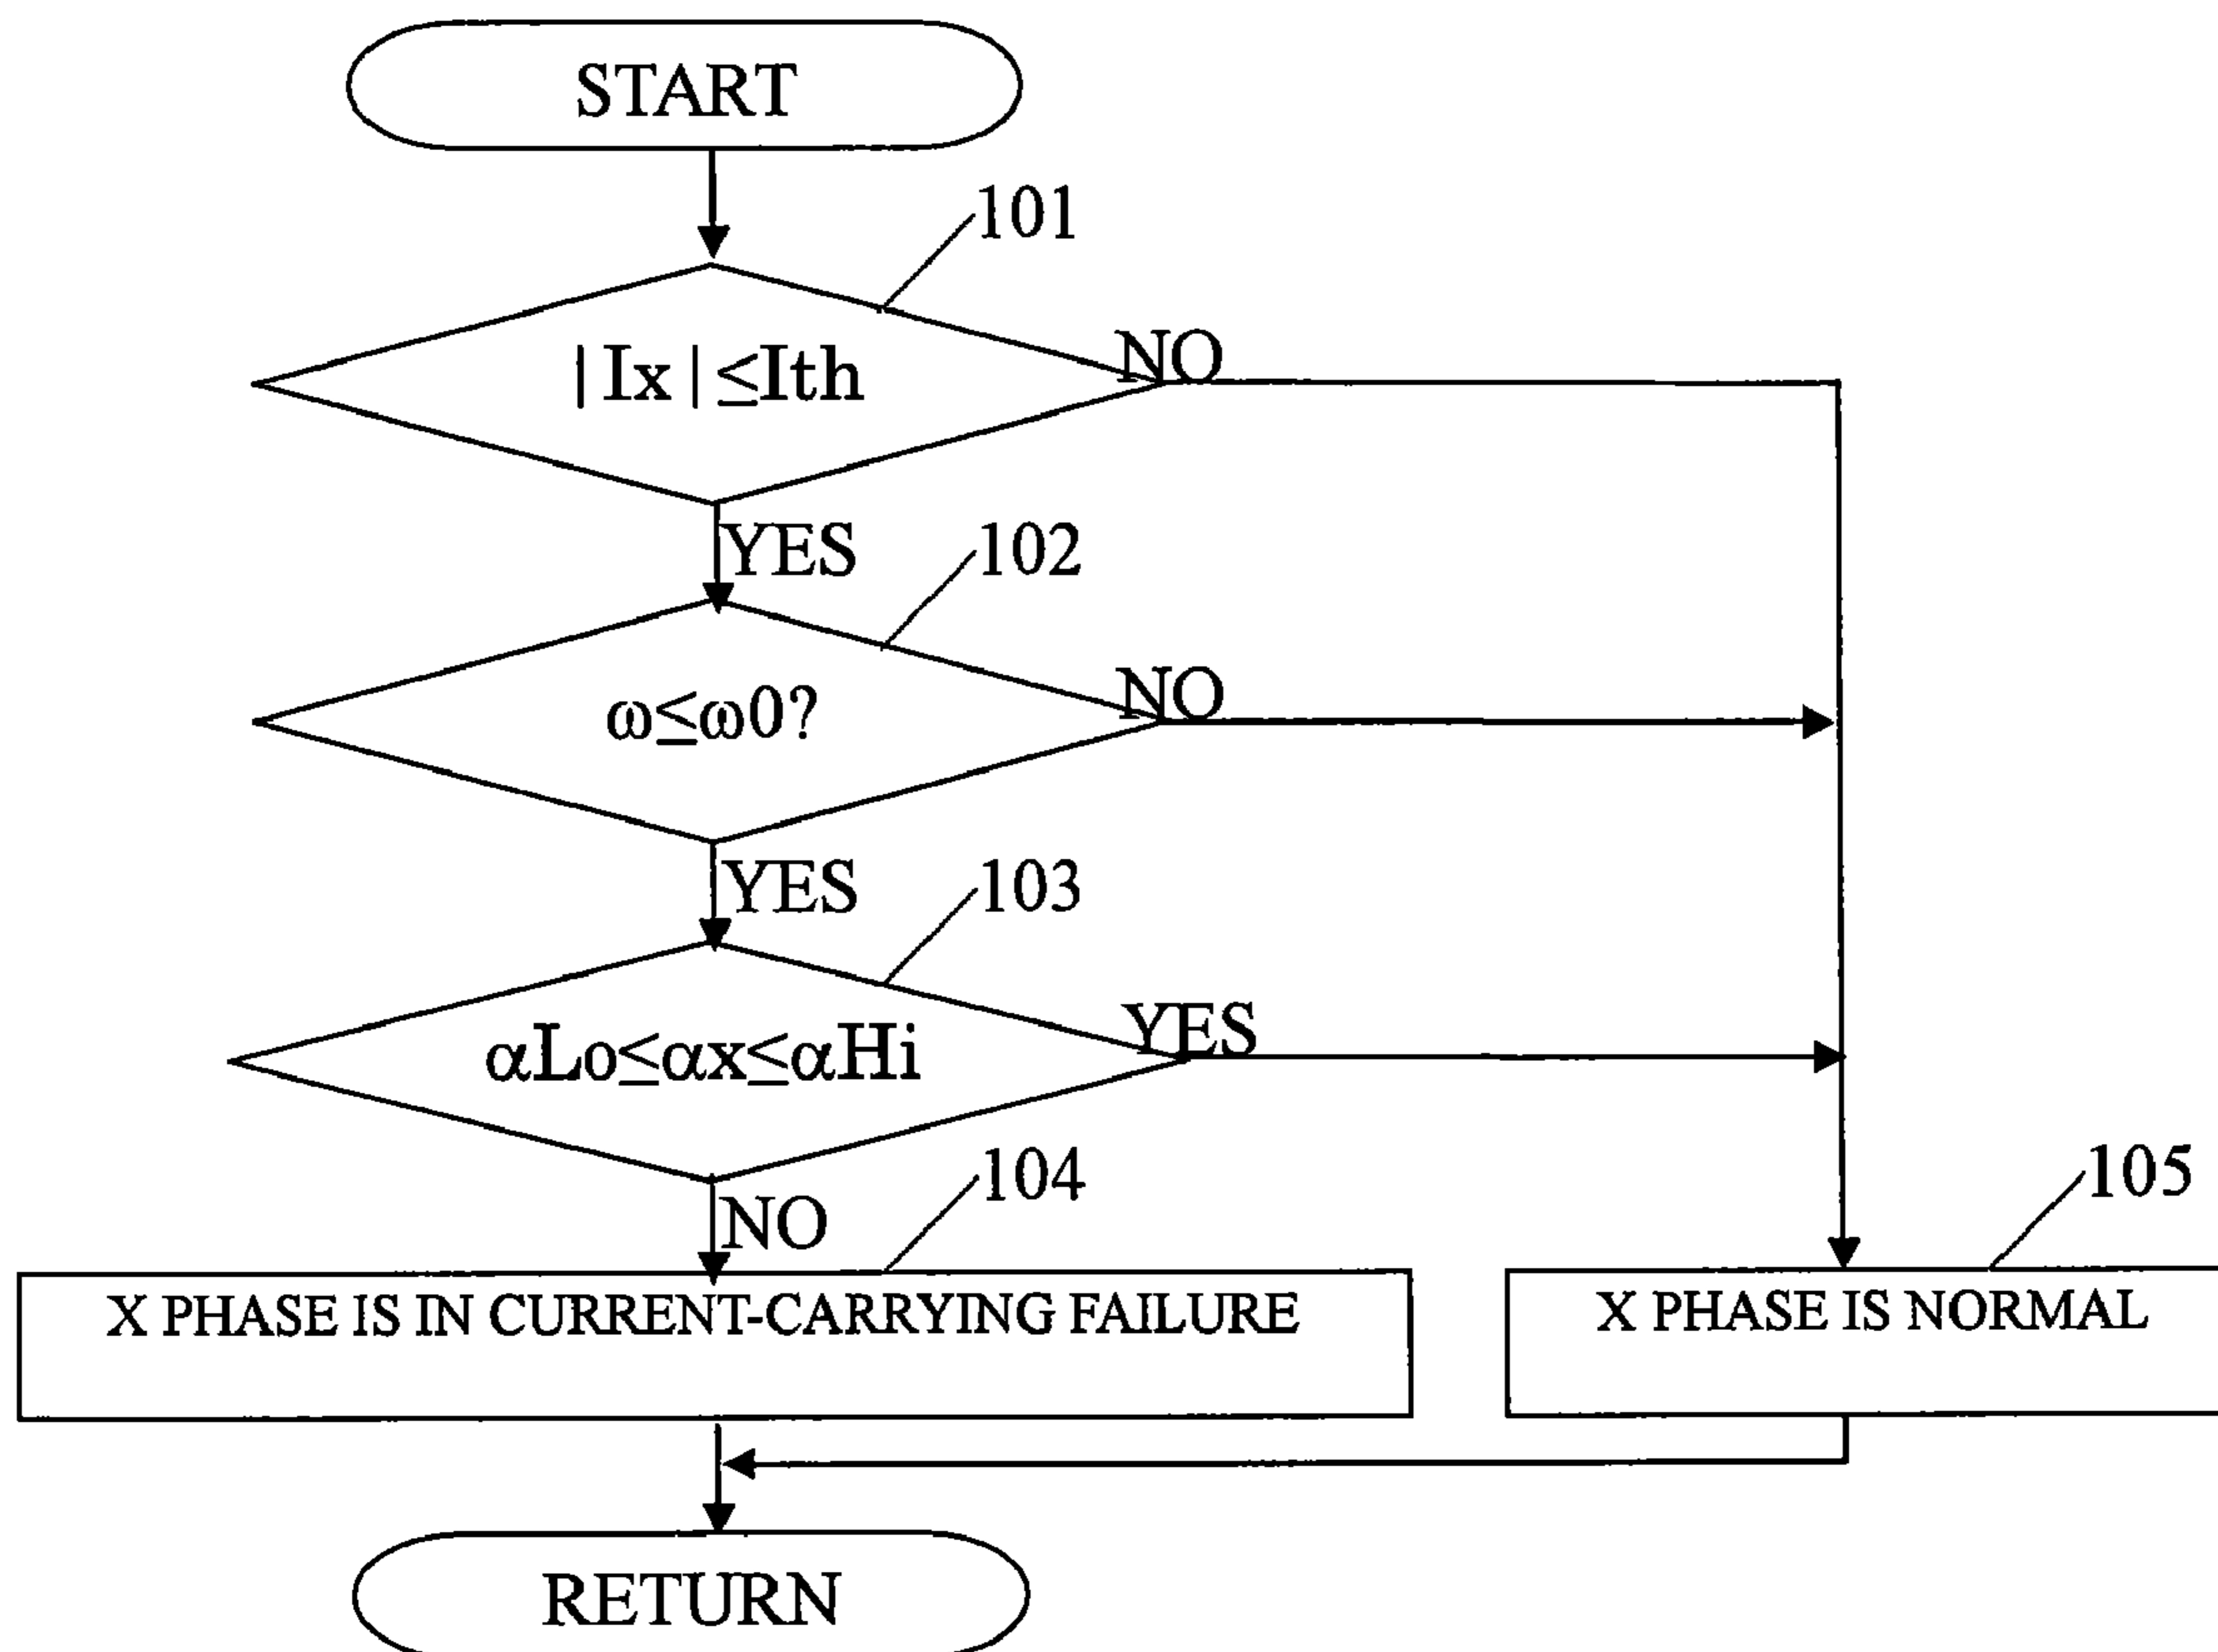 START
101
|Ix|≤Ith
NO
YES
102
ω≤ω0?
NO
YES
103
αLo≤αx≤αHi
YES
NO
104
105
X PHASE IS IN CURRENT-CARRYING FAILURE
X PHASE IS NORMAL
RETURN